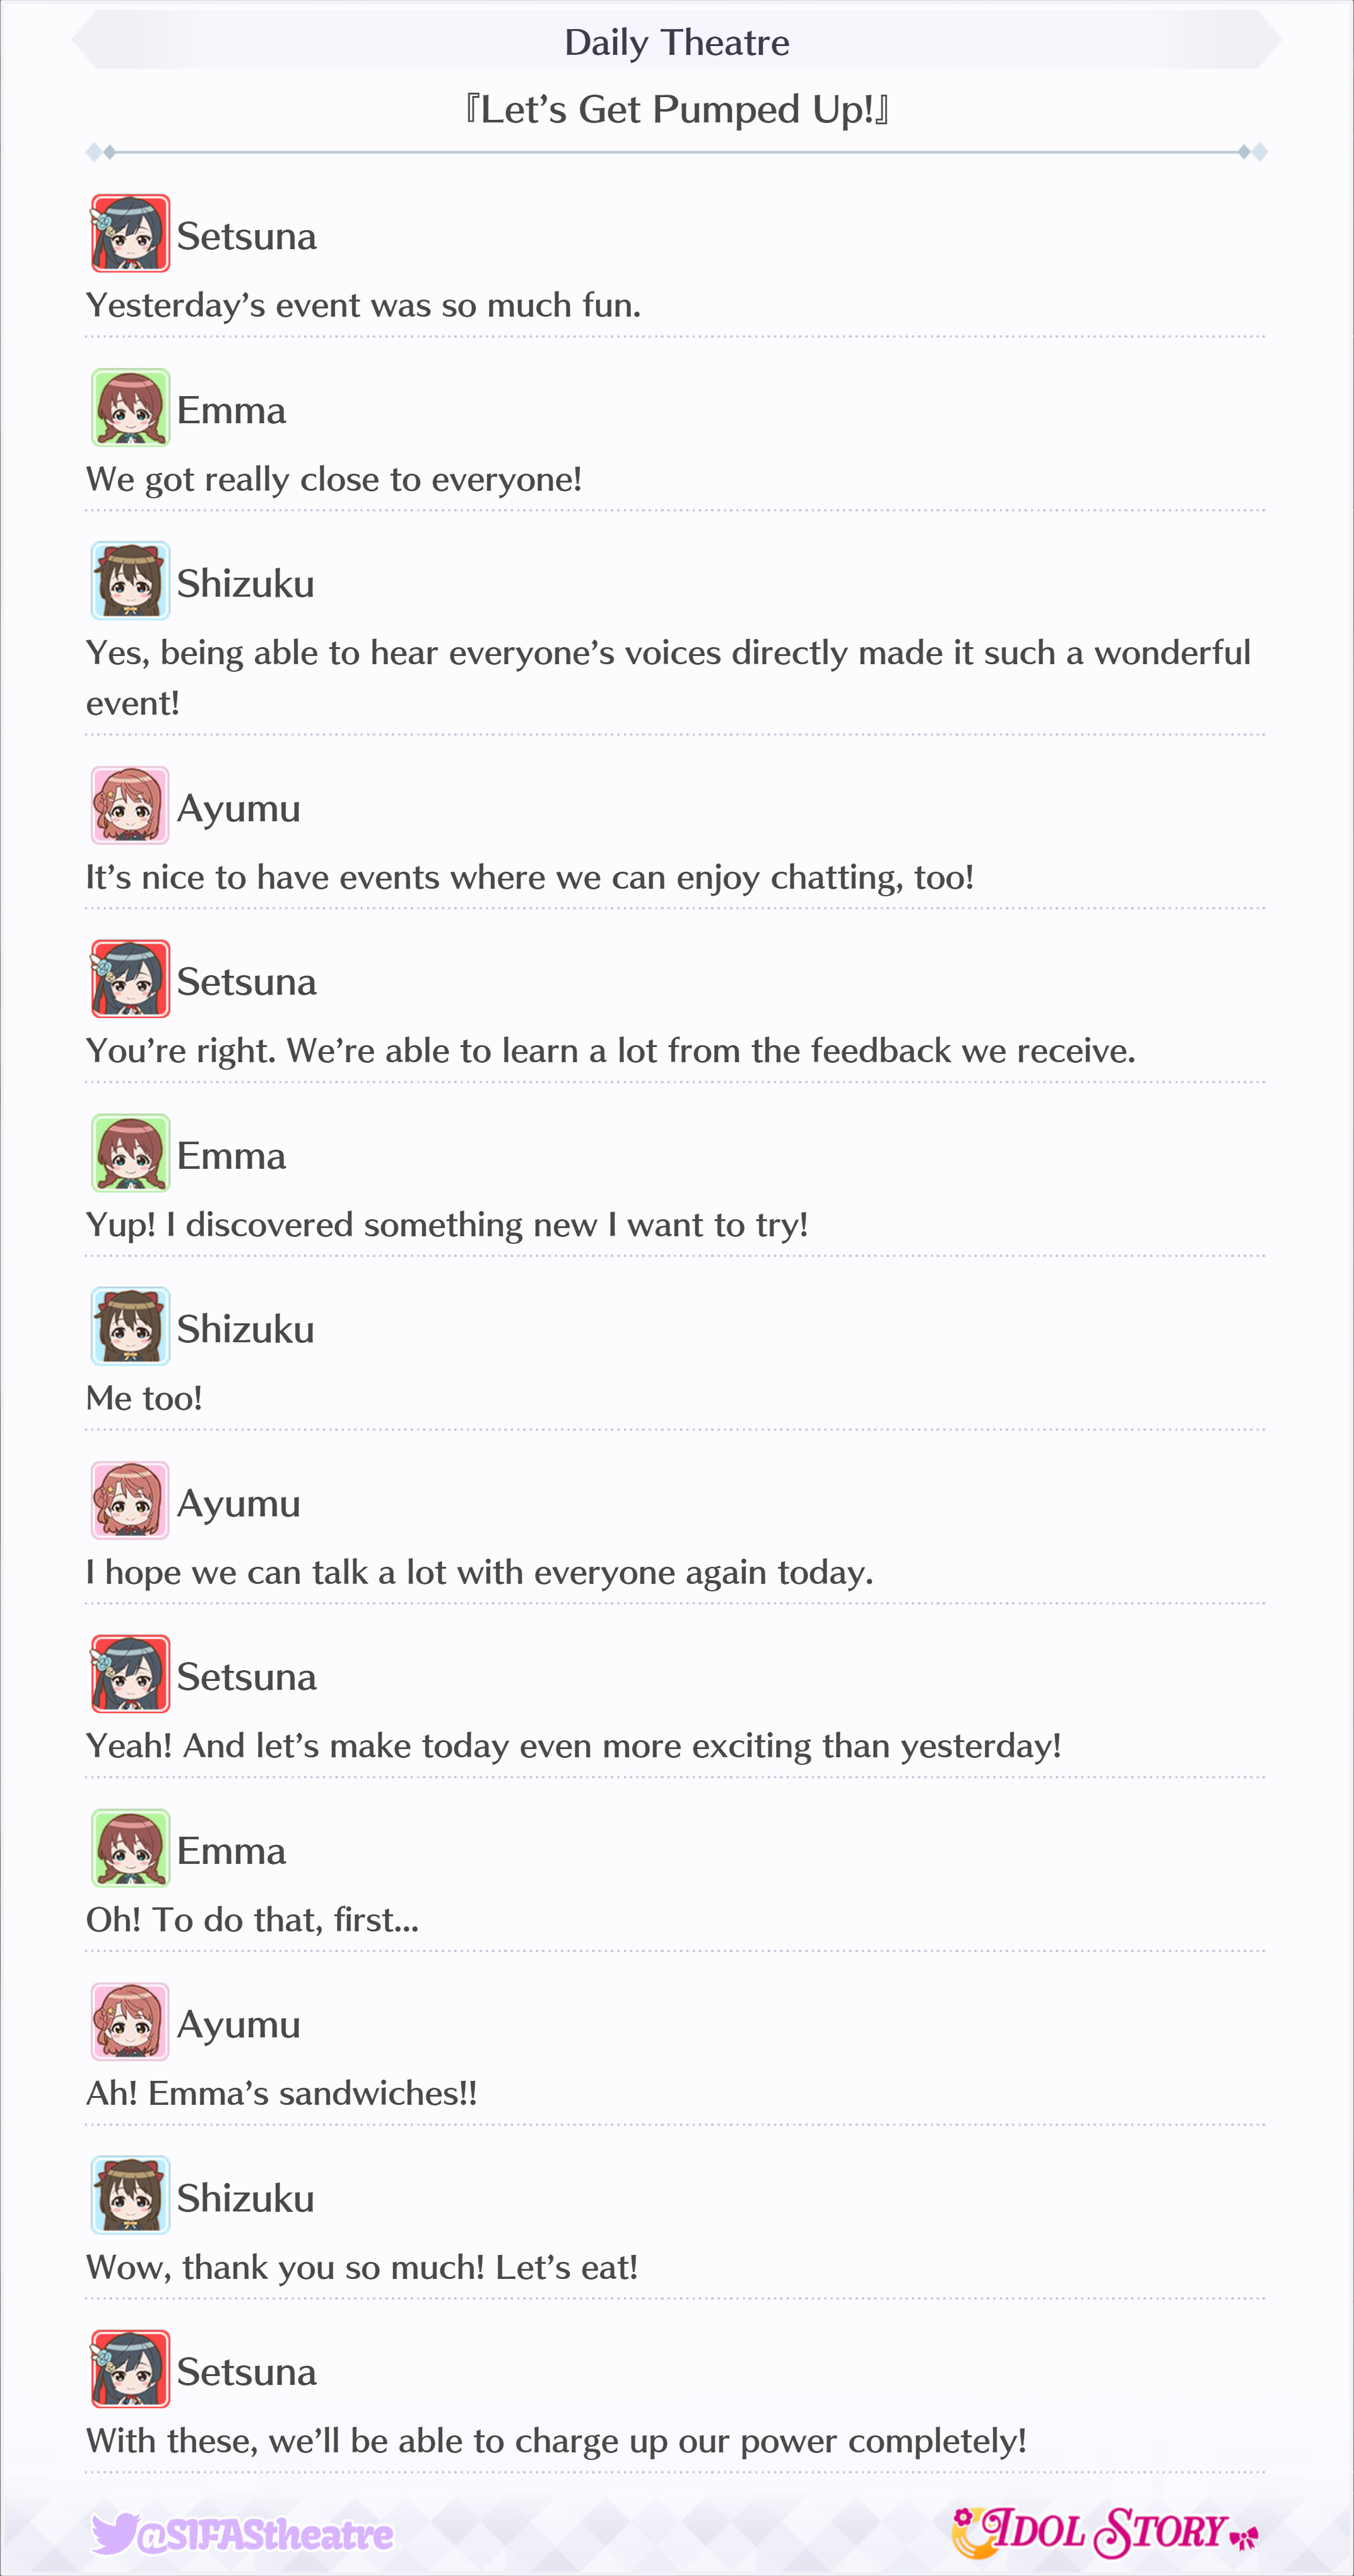 Daily Theatre
『Let’s Get Pumped Up!』
Setsuna
Yesterday’s event was so much fun.
Emma
We got really close to everyone!
Shizuku
Yes, being able to hear everyone’s voices directly made it such a wonderful
event!
Ayumu
It’s nice to have events where we can enjoy chatting, too!
Setsuna
You’re right. We’re able to learn a lot from the feedback we receive.
Emma
Yup! I discovered something new I want to try!
Shizuku
Me too!
Ayumu
I hope we can talk a lot with everyone again today.
Setsuna
Yeah! And let’s make today even more exciting than yesterday!
Emma
Oh! To do that, first...
Ayumu
Ah! Emma’s sandwiches!!
Shizuku
Wow, thank you so much! Let’s eat!
Setsuna
With these, we’ll be able to charge up our power completely!
@SIFAStheatre
IDOL STORY